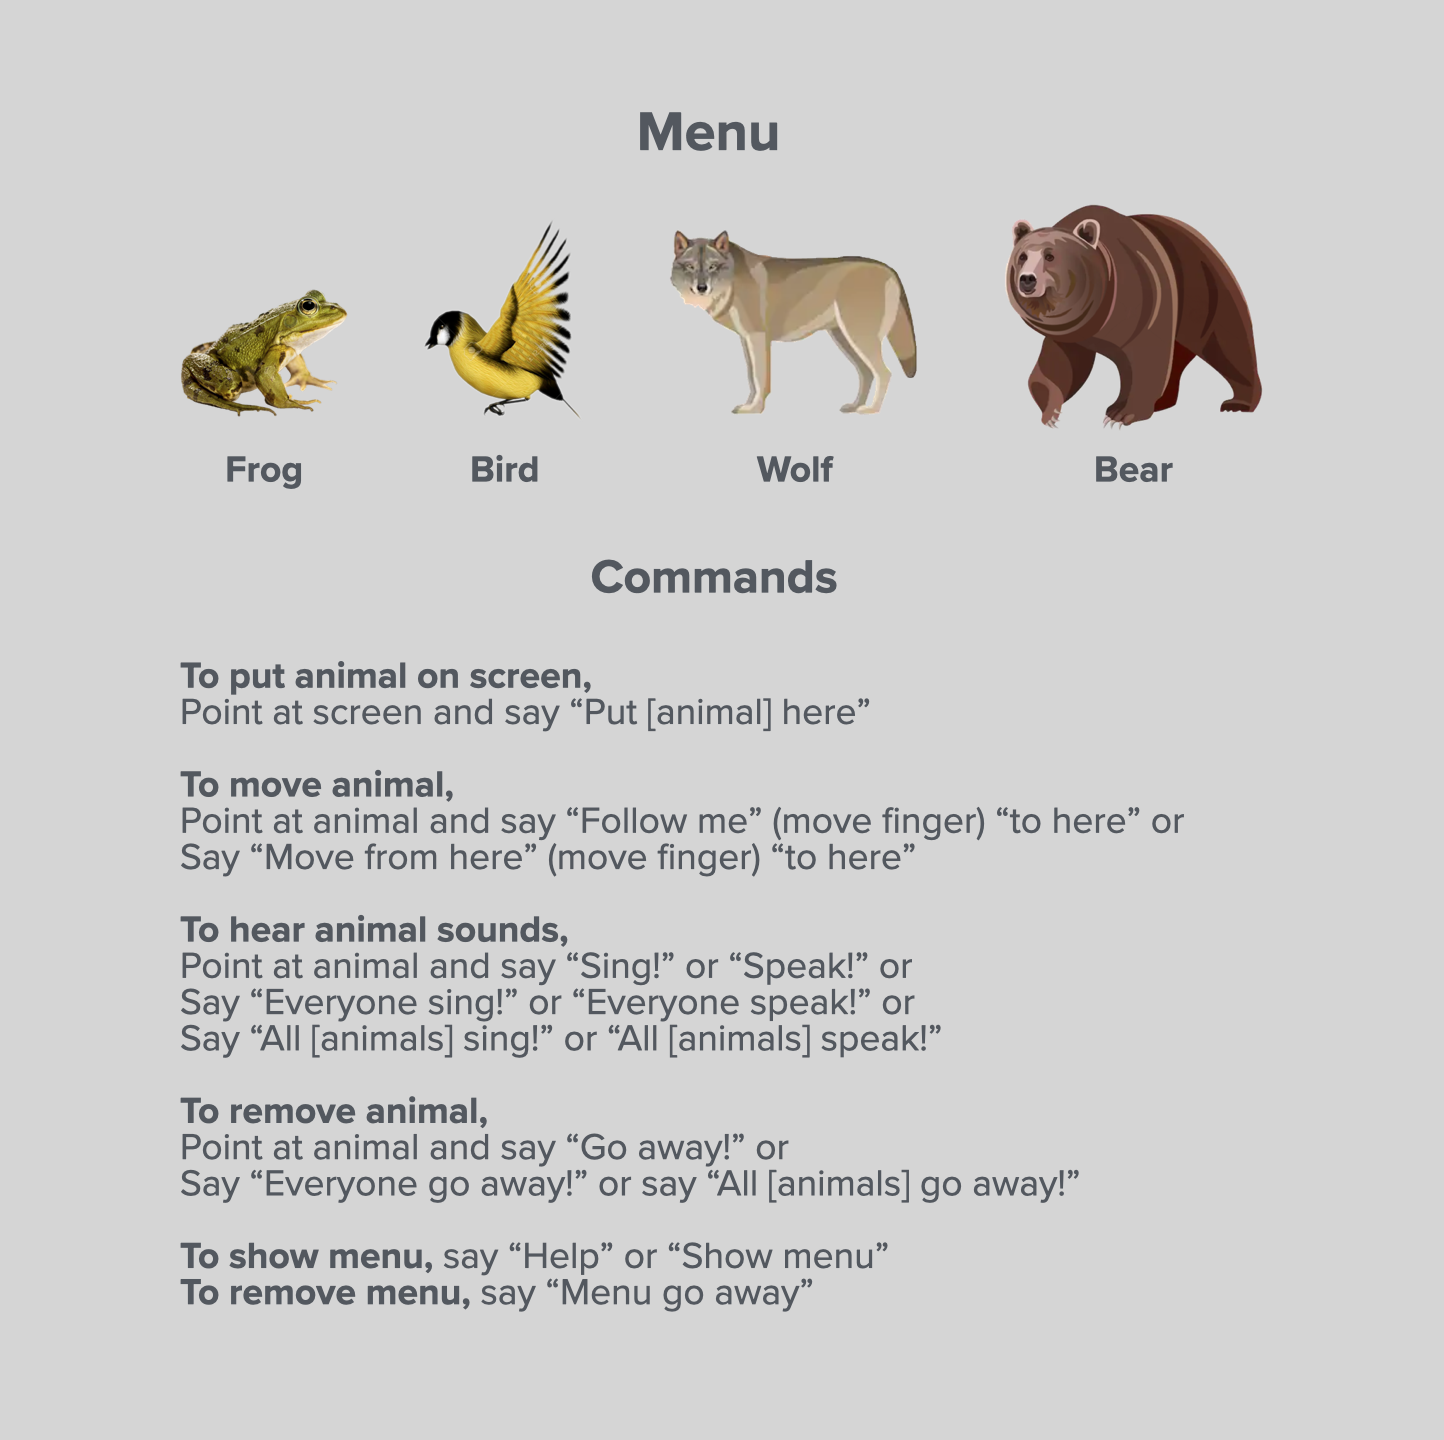 Menu
Frog
Bird
Wolf
Bear
Commands
To put animal on screen,
Point at screen and say “Put [animal] here”
To move animal,
Point at animal and say “Follow me” (move finger) “to here” or
Say “Move from here” (move finger) “to here”
To hear animal sounds,
Point at animal and say “Sing!” or “Speak!” or
Say “Everyone sing!” or “Everyone speak!” or
Say “All [animals] sing!” or “All [animals] speak!”
To remove animal,
Point at animal and say “Go away!” or
Say “Everyone go away!” or say “All [animals] go away!”
To show menu, say “Help” or “Show menu”
To remove menu, say “Menu go away”